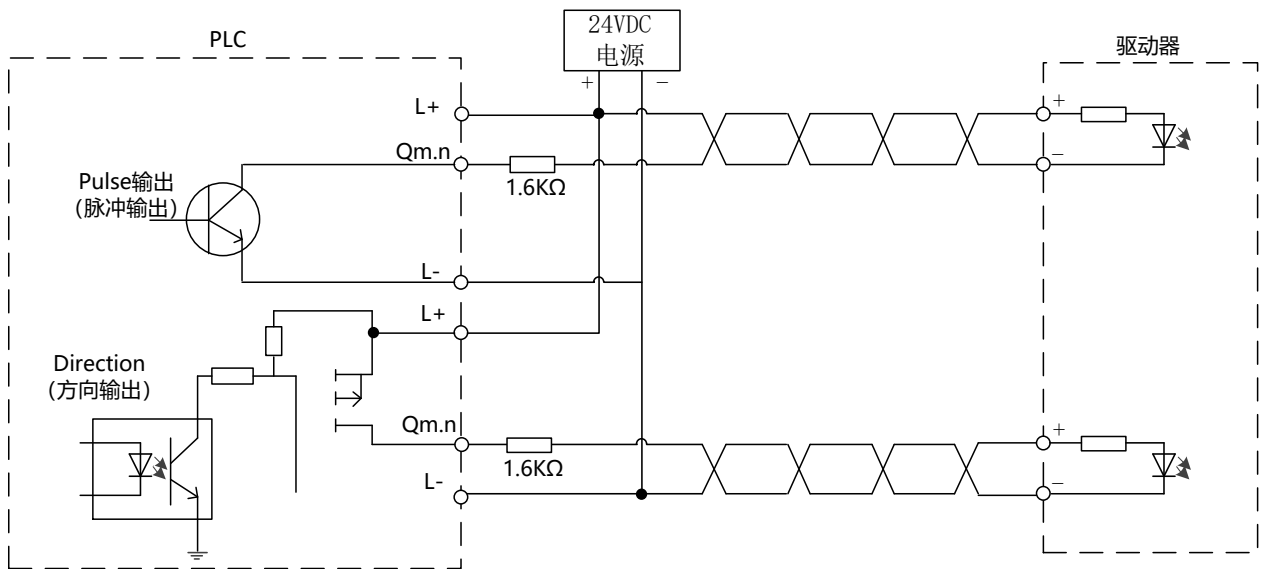 24VDC
电源
PLC
驱动器
+
−
L+
+
Qm.n
−
1.6KΩ
Pulse输出
(脉冲输出)
L-
L+
Direction
(方向输出)
Qm.n
+
1.6KΩ
L-
−